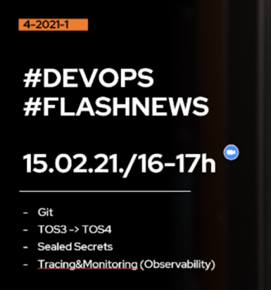 4-2021-1
#DEVOPS
#FLASHNEWS
15.02.21./16-17h
- Git
- TOS3 -> TOS4
- Sealed Secrets
- Tracing&Monitoring (Observability)